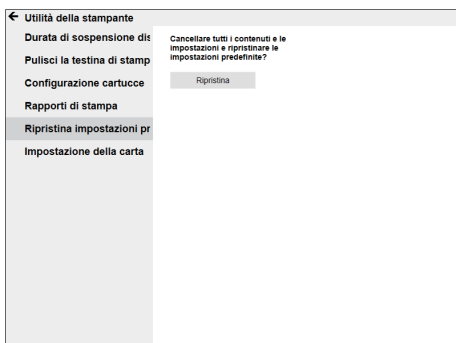 Utilità della stampante
Durata di sospensione dis
Pulisci la testina di stamp
Configurazione cartucce
Rapporti di stampa
Ripristina impostazioni pr
Impostazione della carta
Cancellare tutti i contenuti e le
impostazioni e ripristinare le
impostazioni predefinite?
Ripristina